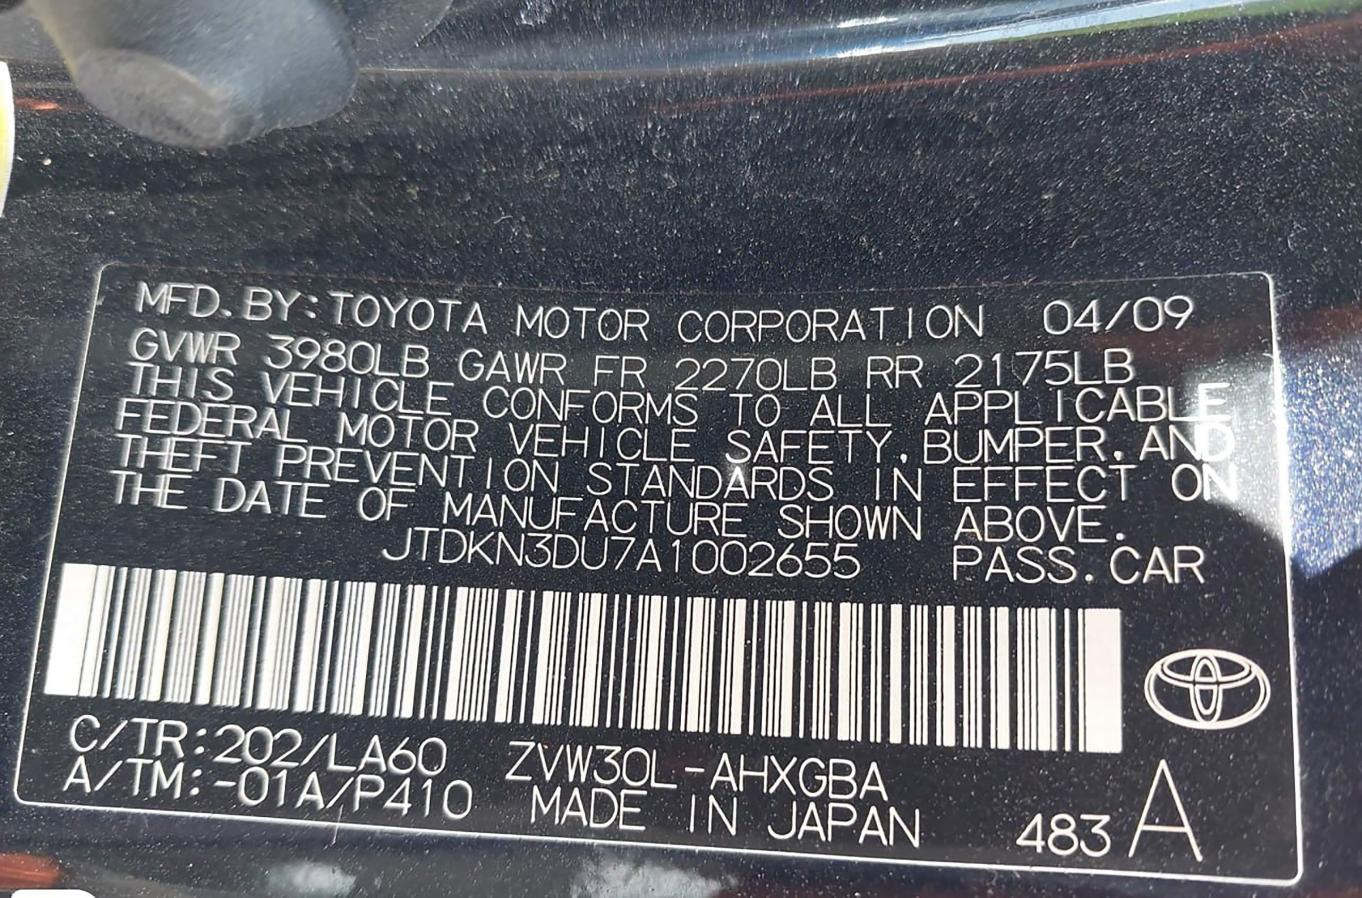 MFD.BY:TOYOTA MOTOR CORPORATION 04/09
GVWR 3980LB GAWR FR 2270LB RR 2175LB
THIS VEHICLE CONFORMS TO ALL APPLICABLE
FEDERAL MOTOR VEHICLE SAFETY,BUMPER,AND
THEFT PREVENTION STANDARDS IN EFFECT ON
THE DATE OF MANUFACTURE SHOWN ABOVE.
JTDKN3DU7A1002655 PASS.CAR
C/TR:202/LA60 ZVW30L-AHXGBA
A/TM:-01A/P410 MADE IN JAPAN 483 A